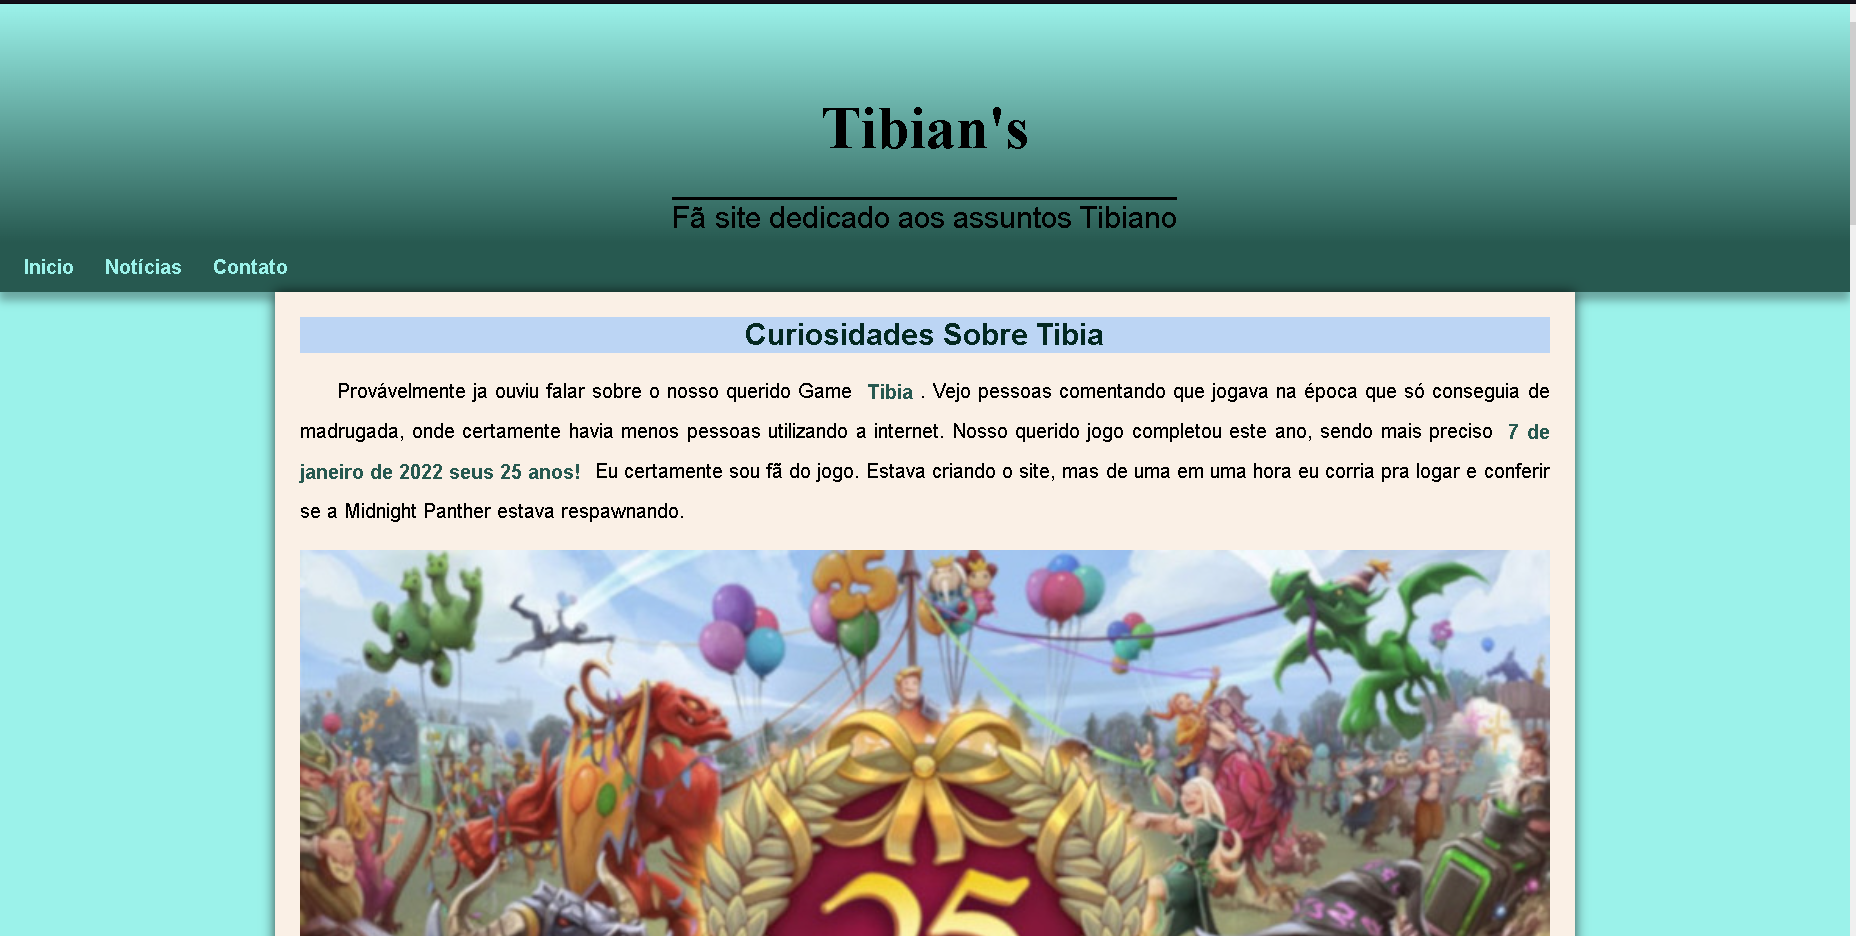 Tibian's
Fã site dedicado aos assuntos Tibiano
Inicio Notícias Contato
Curiosidades Sobre Tibia
Provávelmente ja ouviu falar sobre o nosso querido Game Tibia . Vejo pessoas comentando que jogava na época que só conseguia de
madrugada, onde certamente havia menos pessoas utilizando a internet. Nosso querido jogo completou este ano, sendo mais preciso 7 de
janeiro de 2022 seus 25 anos! Eu certamente sou fã do jogo. Estava criando o site, mas de uma em uma hora eu corria pra logar e conferir
se a Midnight Panther estava respawnando.
25
25